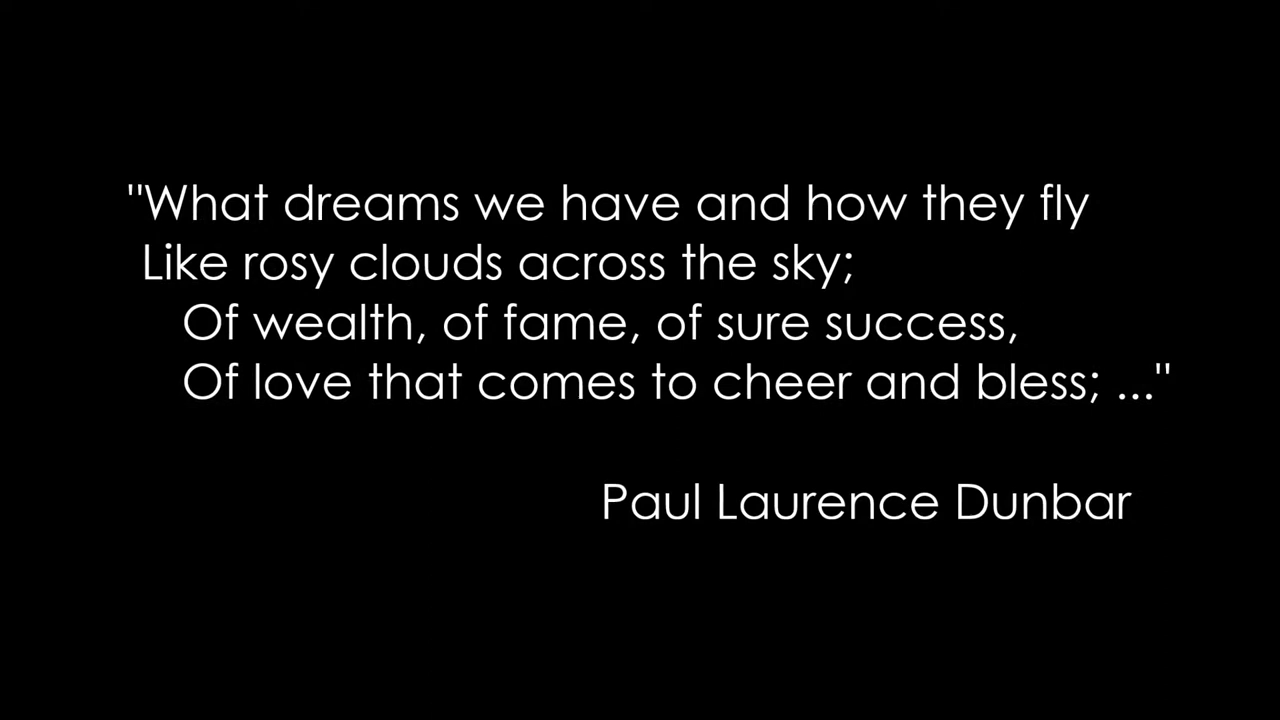 "What dreams we have and how they fly
Like rosy clouds across the sky;
Of wealth, of fame, of sure success,
Of love that comes to cheer and bless; ..."
Paul Laurence Dunbar